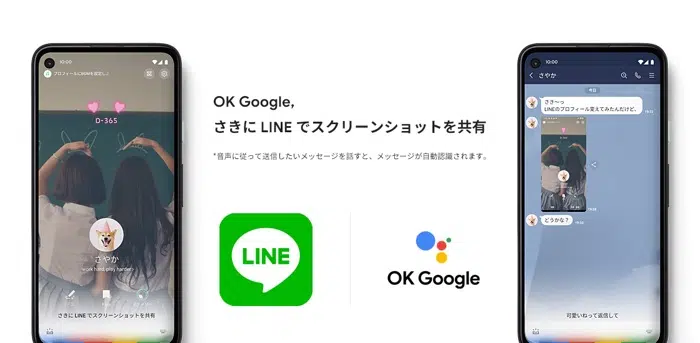 10:00
プロフィールにBGMを設定し♪
D-365
さやか
work hard play harder
さきに LINE でスクリーンショットを共有
OK Google,
さきに LINE でスクリーンショットを共有
*音声に従って送信したいメッセージを話すと、メッセージが自動認識されます。
LINE
OK Google
10:00
さやか
今日
さき〜っ
LINEのプロフィール変えてみたんだけど、
どうかな?
可愛いねって送信して